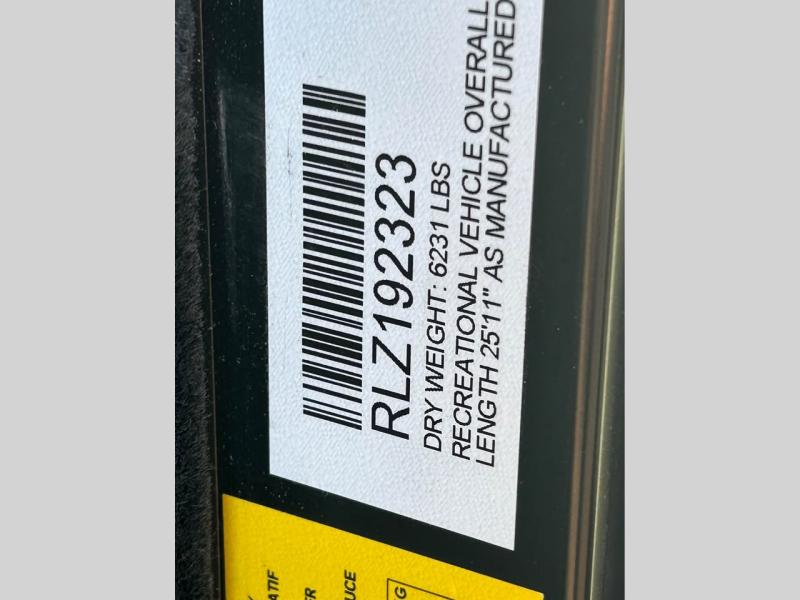 RLZ192323
DRY WEIGHT: 6231 LBS
RECREATIONAL VEHICLE OVERALL
LENGTH 25'11" AS MANUFACTURED
G